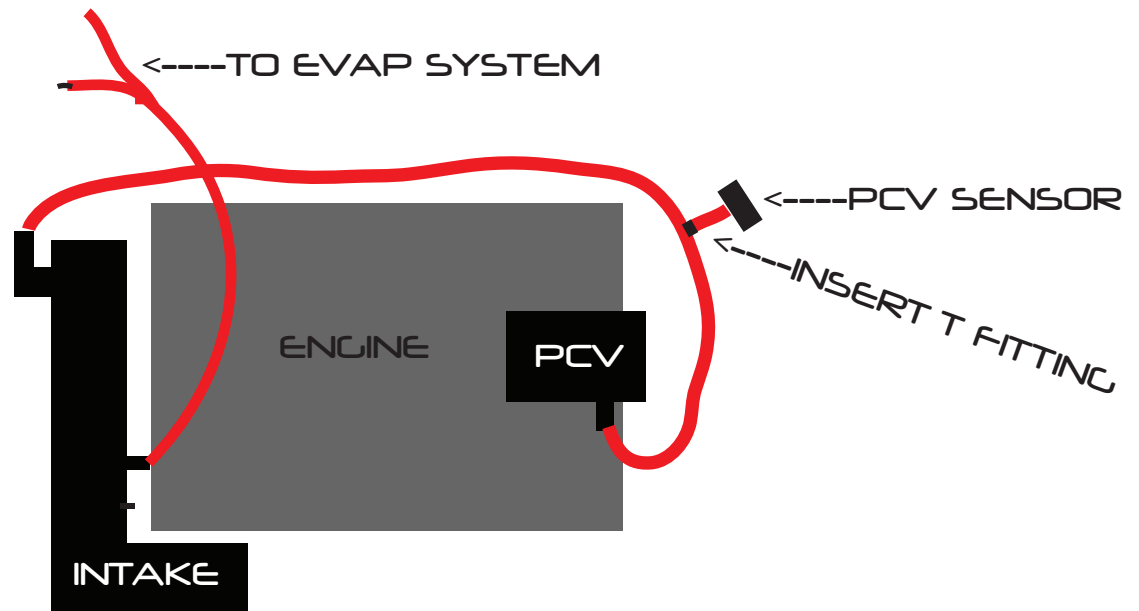 <----TO EVAP SYSTEM
<----PCV SENSOR
<-----INSERT T FITTING
ENGINE
PCV
INTAKE